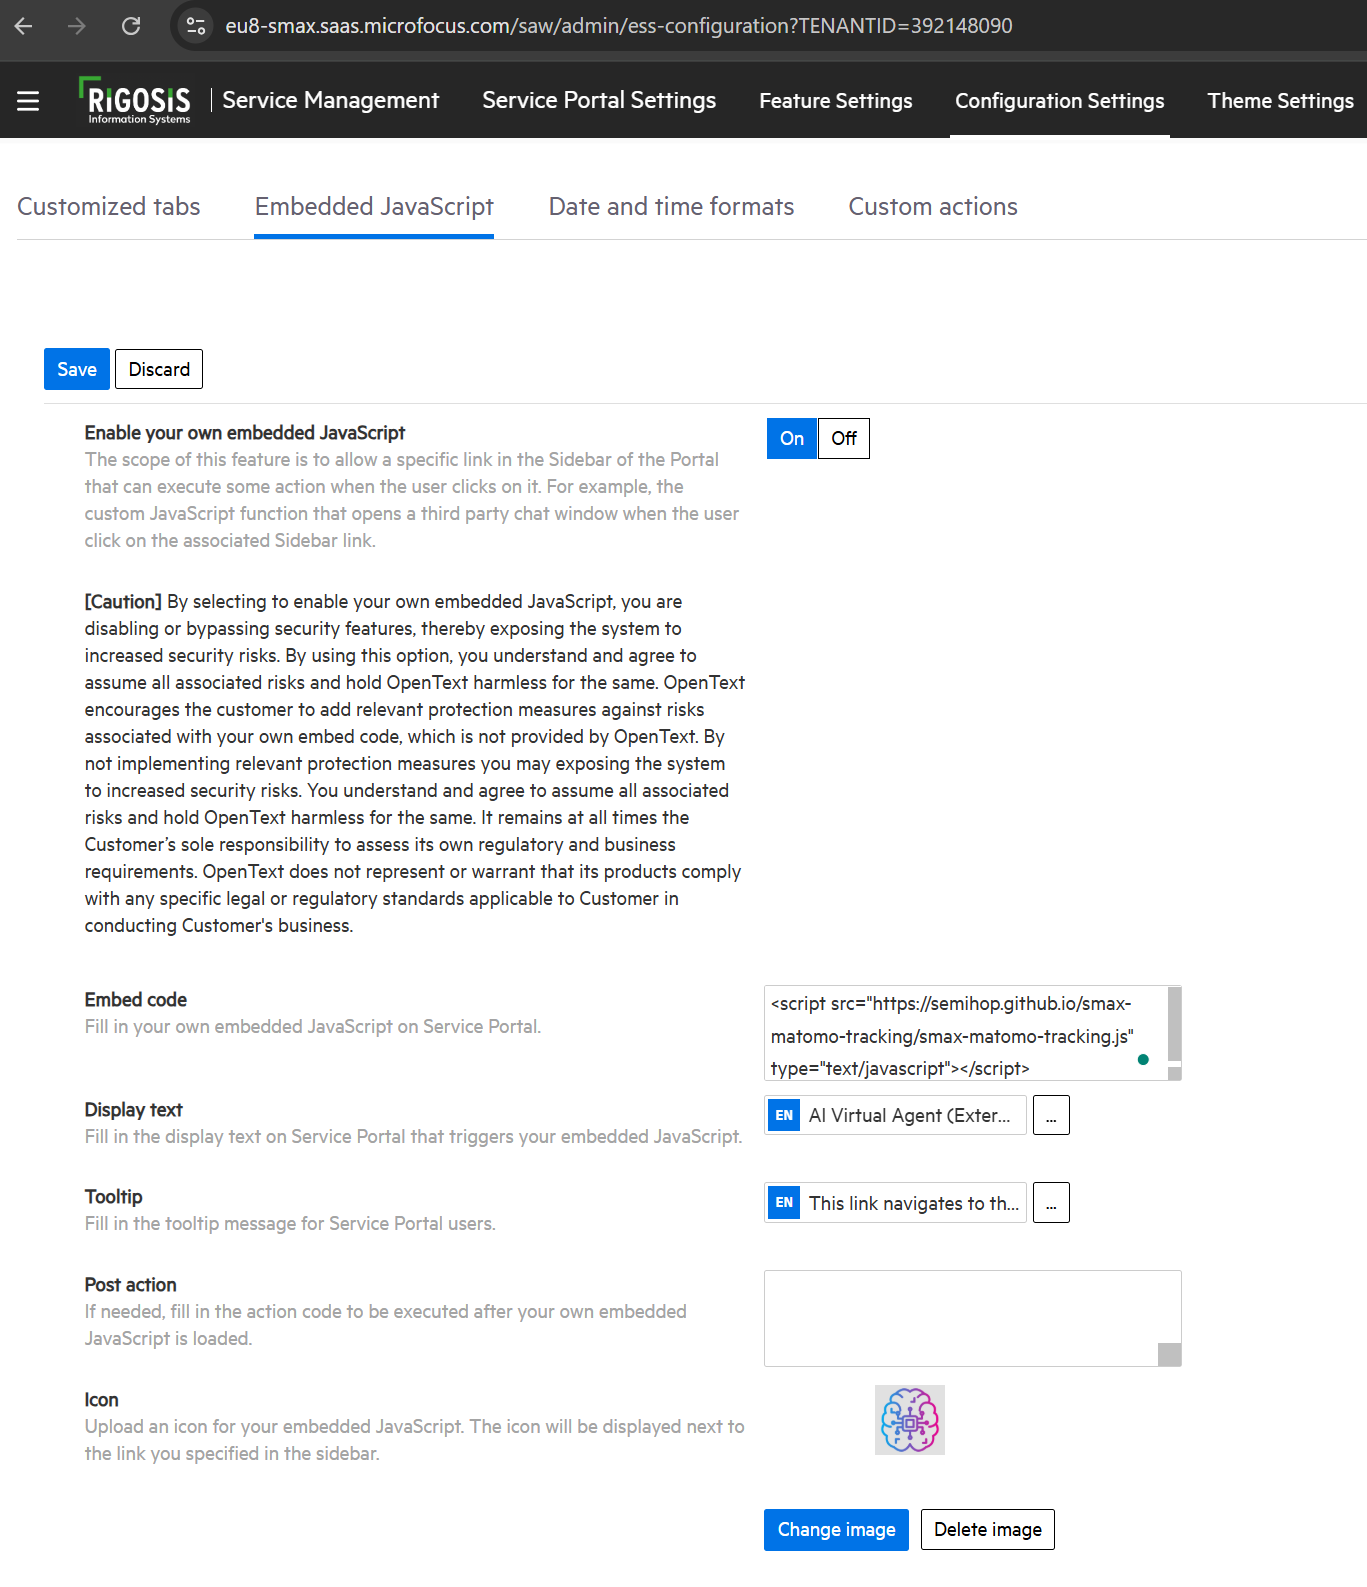 eu8-smax.saas.microfocus.com/saw/admin/ess-configuration?TENANTID=392148090
RIGOSIS
Information Systems
Service Management
Service Portal Settings
Feature Settings
Configuration Settings
Theme Settings
Customized tabs
Embedded JavaScript
Date and time formats
Custom actions
Save
Discard
Enable your own embedded JavaScript
On
Off
The scope of this feature is to allow a specific link in the Sidebar of the Portal
that can execute some action when the user clicks on it. For example, the
custom JavaScript function that opens a third party chat window when the user
click on the associated Sidebar link.
[Caution] By selecting to enable your own embedded JavaScript, you are
disabling or bypassing security features, thereby exposing the system to
increased security risks. By using this option, you understand and agree to
assume all associated risks and hold OpenText harmless for the same. OpenText
encourages the customer to add relevant protection measures against risks
associated with your own embed code, which is not provided by OpenText. By
not implementing relevant protection measures you may exposing the system
to increased security risks. You understand and agree to assume all associated
risks and hold OpenText harmless for the same. It remains at all times the
Customer’s sole responsibility to assess its own regulatory and business
requirements. OpenText does not represent or warrant that its products comply
with any specific legal or regulatory standards applicable to Customer in
conducting Customer's business.
Embed code
Fill in your own embedded JavaScript on Service Portal.
<script src="https://semihop.github.io/smax-
matomo-tracking/smax-matomo-tracking.js"
type="text/javascript"></script>
Display text
Fill in the display text on Service Portal that triggers your embedded JavaScript.
EN AI Virtual Agent (Exter...
...
Tooltip
Fill in the tooltip message for Service Portal users.
EN This link navigates to th...
...
Post action
If needed, fill in the action code to be executed after your own embedded
JavaScript is loaded.
Icon
Upload an icon for your embedded JavaScript. The icon will be displayed next to
the link you specified in the sidebar.
Change image
Delete image